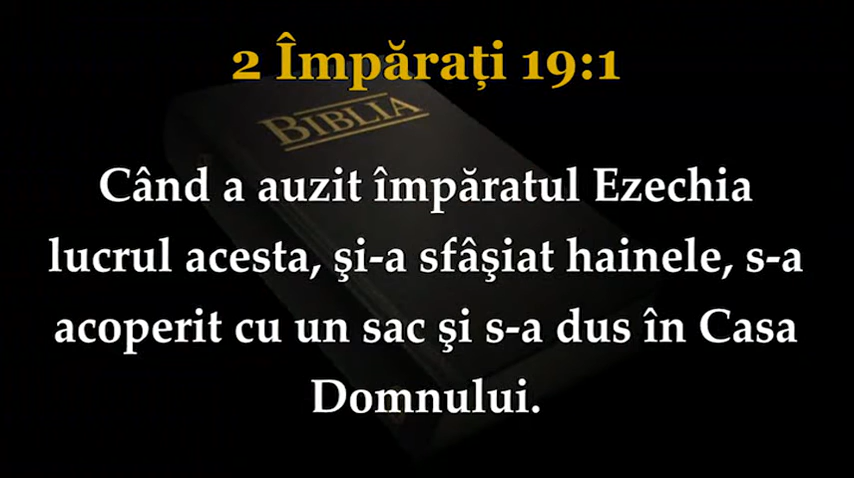 2 Împărați 19:1
BIBLIA
Când a auzit împăratul Ezechia
lucrul acesta, şi-a sfâşiat hainele, s-a
acoperit cu un sac şi s-a dus în Casa
Domnului.